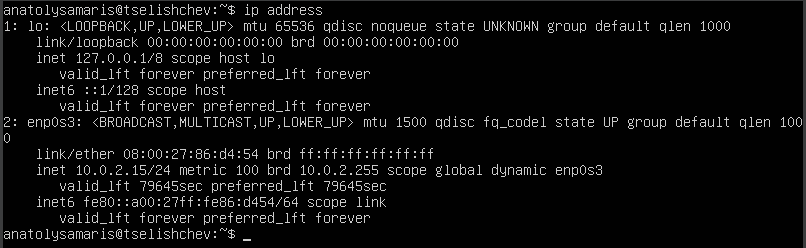 anatolysamaris@tselishchev:~$ ip address
1: lo: <LOOPBACK,UP,LOWER_UP> mtu 65536 qdisc noqueue state UNKNOWN group default qlen 1000
    link/loopback 00:00:00:00:00:00 brd 00:00:00:00:00:00
    inet 127.0.0.1/8 scope host lo
       valid_lft forever preferred_lft forever
    inet6 ::1/128 scope host
       valid_lft forever preferred_lft forever
2: enp0s3: <BROADCAST,MULTICAST,UP,LOWER_UP> mtu 1500 qdisc fq_codel state UP group default qlen 100
0
    link/ether 08:00:27:86:d4:54 brd ff:ff:ff:ff:ff:ff
    inet 10.0.2.15/24 metric 100 brd 10.0.2.255 scope global dynamic enp0s3
       valid_lft 79645sec preferred_lft 79645sec
    inet6 fe80::a00:27ff:fe86:d454/64 scope link
       valid_lft forever preferred_lft forever
anatolysamaris@tselishchev:~$ _